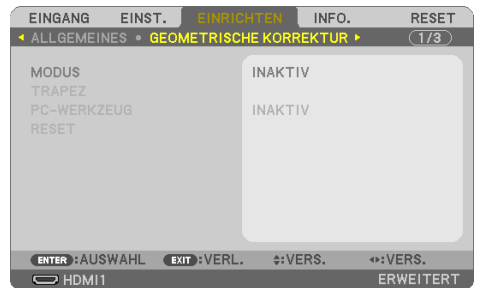 EINGANG EINST. EINRICHTEN INFO. RESET
◂ ALLGEMEINES • GEOMETRISCHE KORREKTUR ▸ 1/3
MODUS INAKTIV
TRAPEZ
PC-WERKZEUG INAKTIV
RESET
ENTER:AUSWAHL EXIT:VERL. ▴▾:VERS. ◂▸:VERS.
HDMI1 ERWEITERT